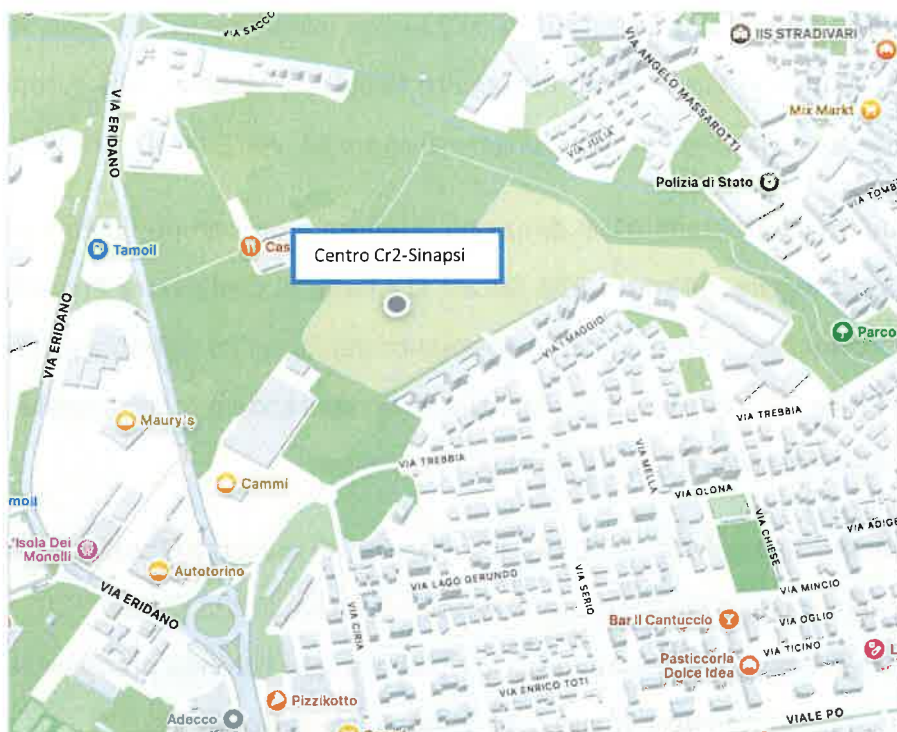 VIA SACCO
IIS STRADIVARI
VIA ANGELO MASSAROTTI
VIA ERIDANO
Mix Markt
VIA JULIA
Polizia di Stato
VIA TOMB
Tamoil
Cas
Centro Cr2-Sinapsi
VIA ERIDANO
VIA I MAGGIO
Parco
VIA TREBBIA
Maury's
VIA TREBBIA
VIA MELLA
Cammi
VIA OLONA
moil
VIA CHIESE
VIA ADIGE
L'Isola Dei
Monelli
Autotorino
VIA LAGO GERUNDO
VIA SERIO
VIA MINCIO
VIA ERIDANO
VIA CIRIA
Bar Il Cantuccio
VIA OGLIO
VIA TICINO
L
Pasticceria
Dolce Idea
VIA ENRICO TOTI
Pizzikotto
Adecco
VIALE PO